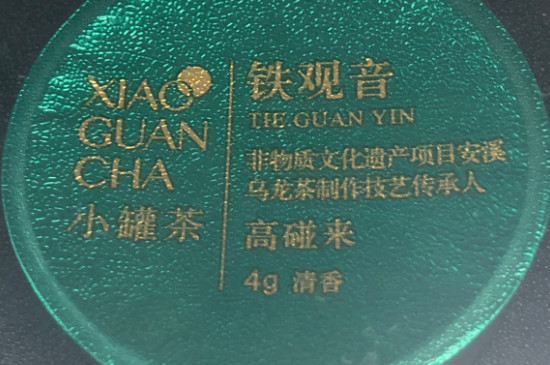 XIAO
GUAN
CHA
小罐茶
铁观音
TIE GUAN YIN
非物质文化遗产项目安溪
乌龙茶制作技艺传承人
高碰来
4g 清香